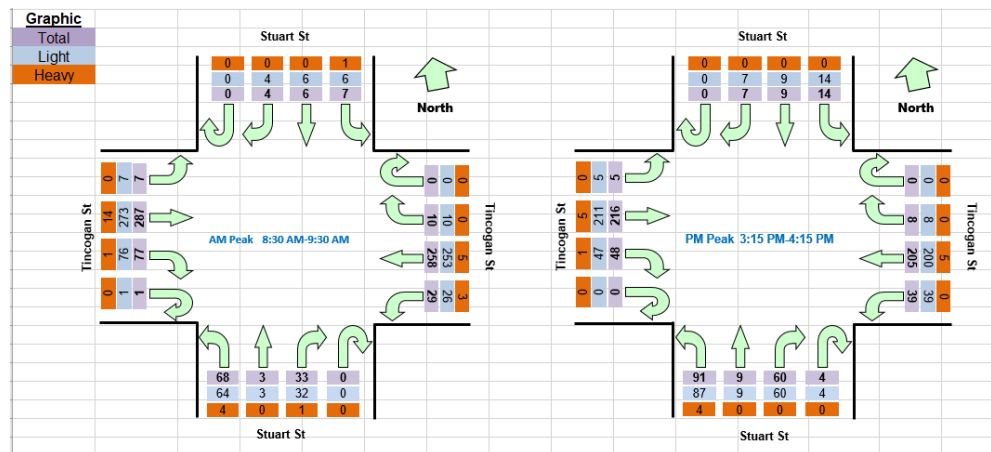 Graphic
Total
Light
Heavy
Stuart St
0 0 0 1
0 4 6 6
0 4 6 7
North
Tincogan St
0 7 7
14 273 287
1 76 77
0 1 1
AM Peak 8:30 AM-9:30 AM
0 0 0
10 10 0
258 253 5
29 26 3
Tincogan St
68 3 33 0
64 3 32 0
4 0 1 0
Stuart St
Stuart St
0 0 0 0
0 7 9 14
0 7 9 14
North
Tincogan St
0 5 5
5 211 216
1 47 48
0 0 0
PM Peak 3:15 PM-4:15 PM
0 0 0
8 8 0
205 200 5
39 39 0
Tincogan St
91 9 60 4
87 9 60 4
4 0 0 0
Stuart St